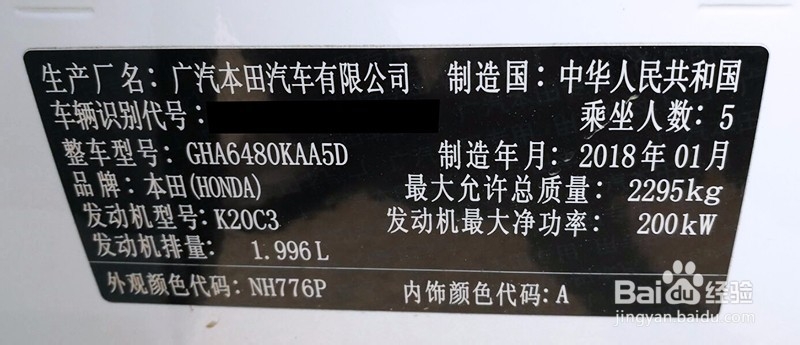 生产厂名：广汽本田汽车有限公司 制造国：中华人民共和国
车辆识别代号： 乘坐人数：5
整车型号：GHA6480KAA5D 制造年月：2018年01月
品牌：本田(HONDA) 最大允许总质量：2295kg
发动机型号：K20C3 发动机最大净功率：200kW
发动机排量：1.996L
外观颜色代码：NH776P 内饰颜色代码：A
Baidu经验
jingyan.baidu.com